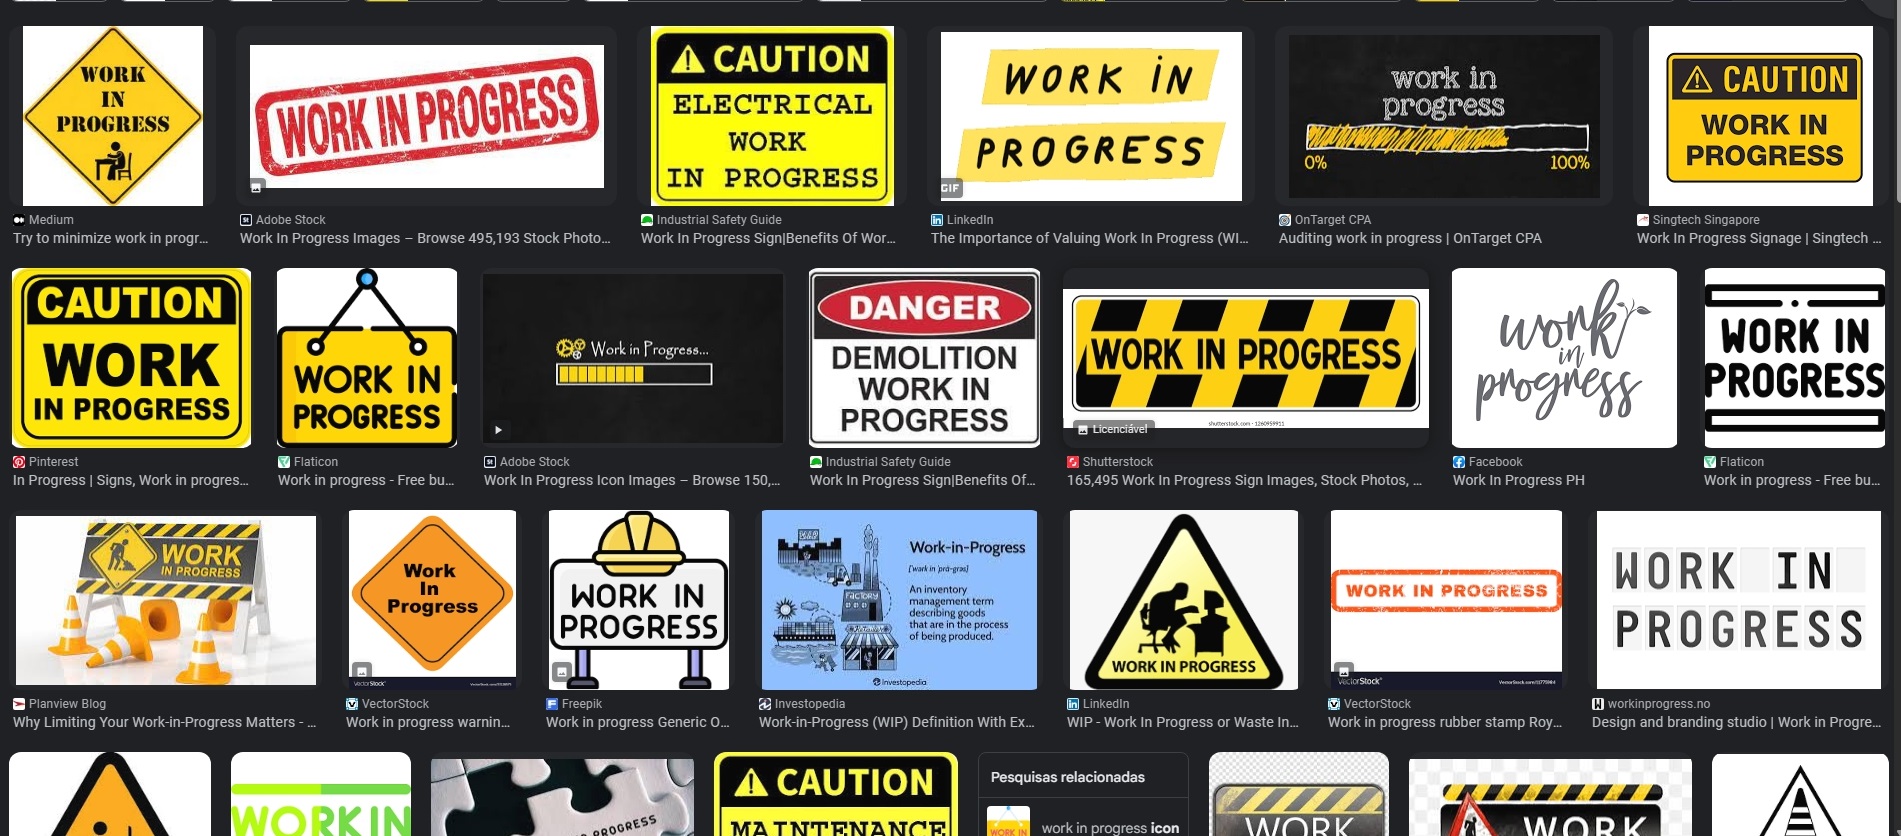 WORK
IN
PROGRESS
WORK IN PROGRESS
CAUTION
ELECTRICAL
WORK
IN PROGRESS
WORK iN
PROGRESS
GIF
work in
progress
0% 100%
CAUTION
WORK IN
PROGRESS
Medium
Try to minimize work in progr...
Adobe Stock
Work In Progress Images – Browse 495,193 Stock Photo...
Industrial Safety Guide
Work In Progress Sign|Benefits Of Wor...
LinkedIn
The Importance of Valuing Work In Progress (WI...
OnTarget CPA
Auditing work in progress | OnTarget CPA
Singtech Singapore
Work In Progress Signage | Singtech ...
CAUTION
WORK
IN PROGRESS
WORK IN
PROGRESS
Work in Progress...
DANGER
DEMOLITION
WORK IN
PROGRESS
WORK IN PROGRESS
shutterstock.com · 1260959911
Licenciável
work
in
progress
WORK IN
PROGRESS
Pinterest
In Progress | Signs, Work in progres...
Flaticon
Work in progress - Free bu...
Adobe Stock
Work In Progress Icon Images – Browse 150,...
Industrial Safety Guide
Work In Progress Sign|Benefits Of...
Shutterstock
165,495 Work In Progress Sign Images, Stock Photos, ...
Facebook
Work In Progress PH
Flaticon
Work in progress - Free bu...
WORK
IN PROGRESS
Work
In
Progress
VectorStock
WORK IN
PROGRESS
Work-in-Progress
['wərk in 'prä-grəs]
An inventory
management term
describing goods
that are in the process
of being produced.
FACTORY
Investopedia
WORK IN PROGRESS
WORK IN PROGRESS
VectorStock
WORK IN
PROGRESS
Planview Blog
Why Limiting Your Work-in-Progress Matters - ...
VectorStock
Work in progress warnin...
Freepik
Work in progress Generic O...
Investopedia
Work-in-Progress (WIP) Definition With Ex...
LinkedIn
WIP - Work In Progress or Waste In...
VectorStock
Work in progress rubber stamp Roy...
workinprogress.no
Design and branding studio | Work in Progre...
WORK IN
PROGRESS
CAUTION
MAINTENANCE
Pesquisas relacionadas
WORK IN
work in progress icon
WORK
WORK